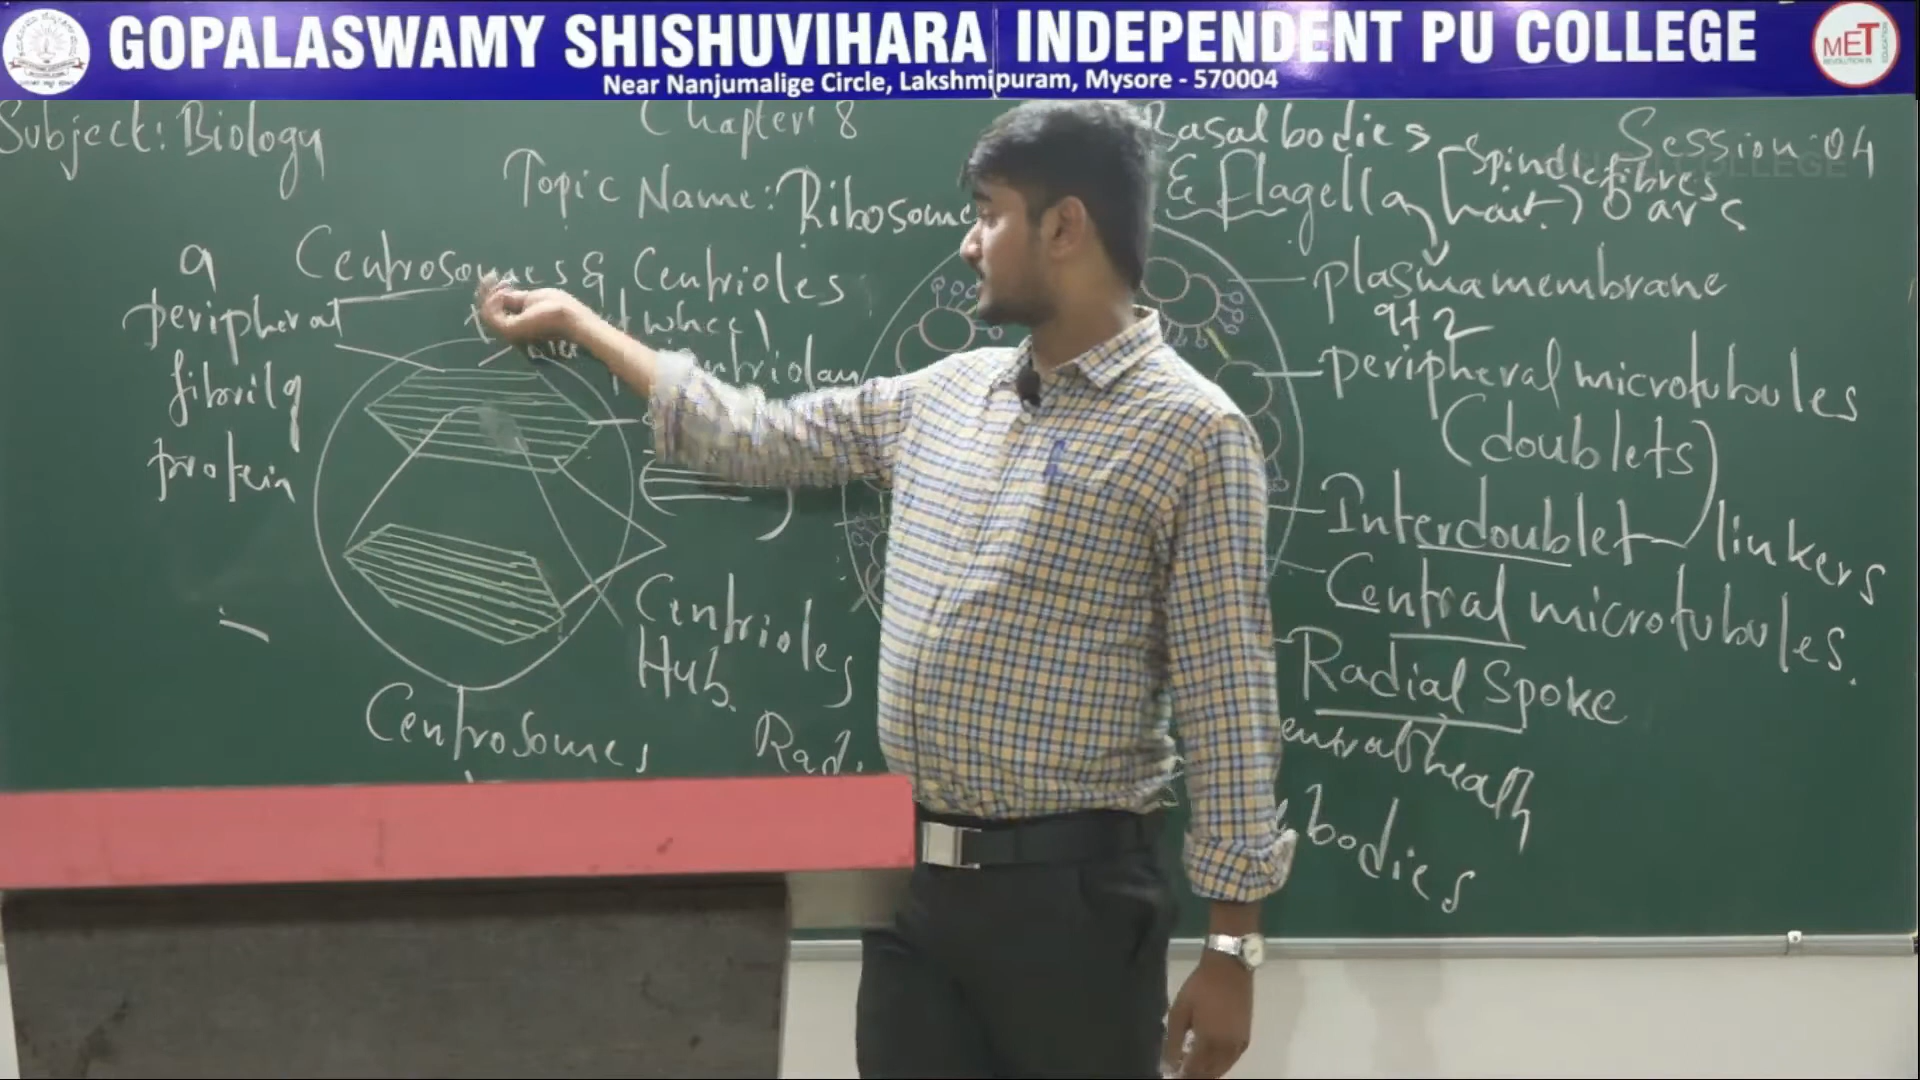 GOPALASWAMY SHISHUVIHARA INDEPENDENT PU COLLEGE
Near Nanjumalige Circle, Lakshmipuram, Mysore - 570004
MET
Subject: Biology
Chapter 8
Session: 04
Topic Name: Ribosome
Basal bodies
Spindle fibres
& flagella
9
Centrosomes & Centrioles
peripheral
fibrils
protein
Centrioles
Hub.
Centrosomes
plasma membrane
9+2
peripheral microtubules
(doublets)
Interdoublet linkers
Central microtubules.
Radial Spoke
bodies